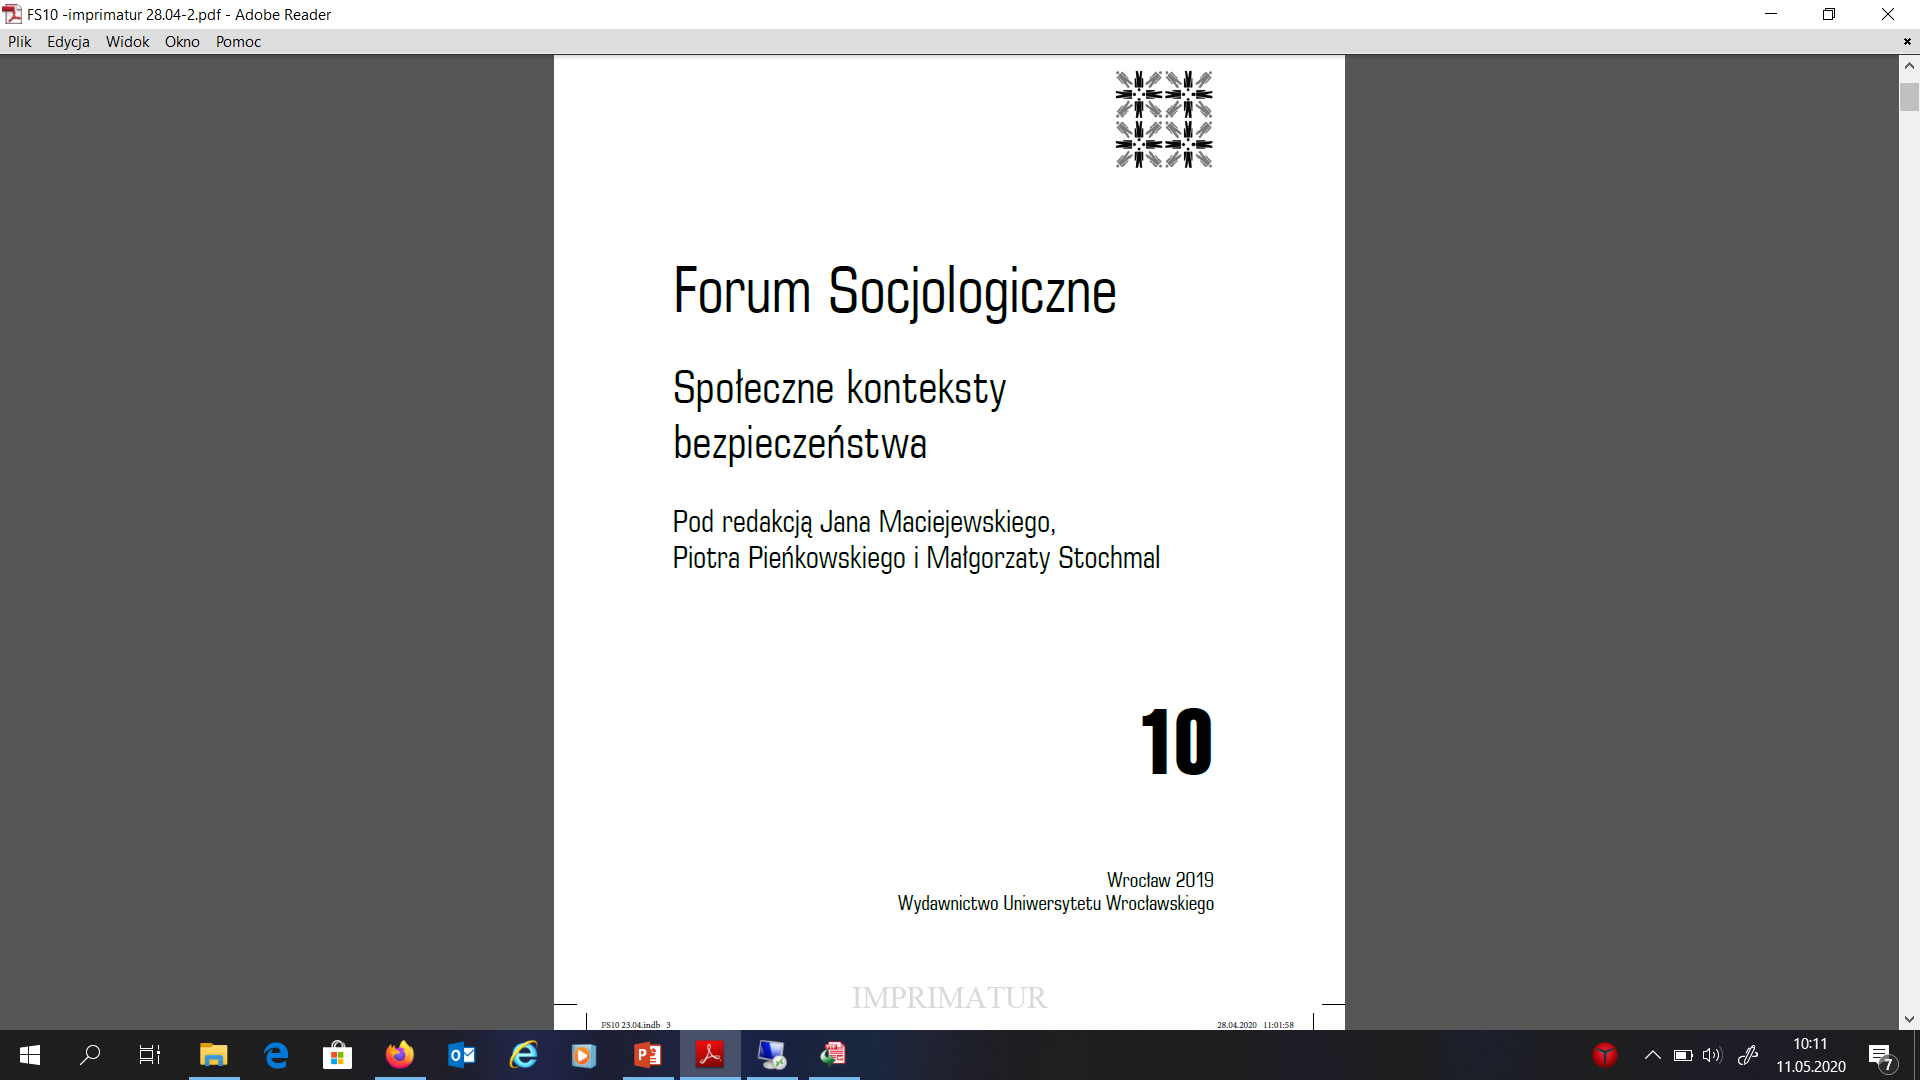 FS10 -imprimatur 28.04-2.pdf - Adobe Reader
Plik Edycja Widok Okno Pomoc
Forum Socjologiczne
Społeczne konteksty
bezpieczeństwa
Pod redakcją Jana Maciejewskiego,
Piotra Pieńkowskiego i Małgorzaty Stochmal
10
Wrocław 2019
Wydawnictwo Uniwersytetu Wrocławskiego
IMPRIMATUR
FS10 23.04.indb 3 28.04.2020 11:01:58
10:11
11.05.2020
7